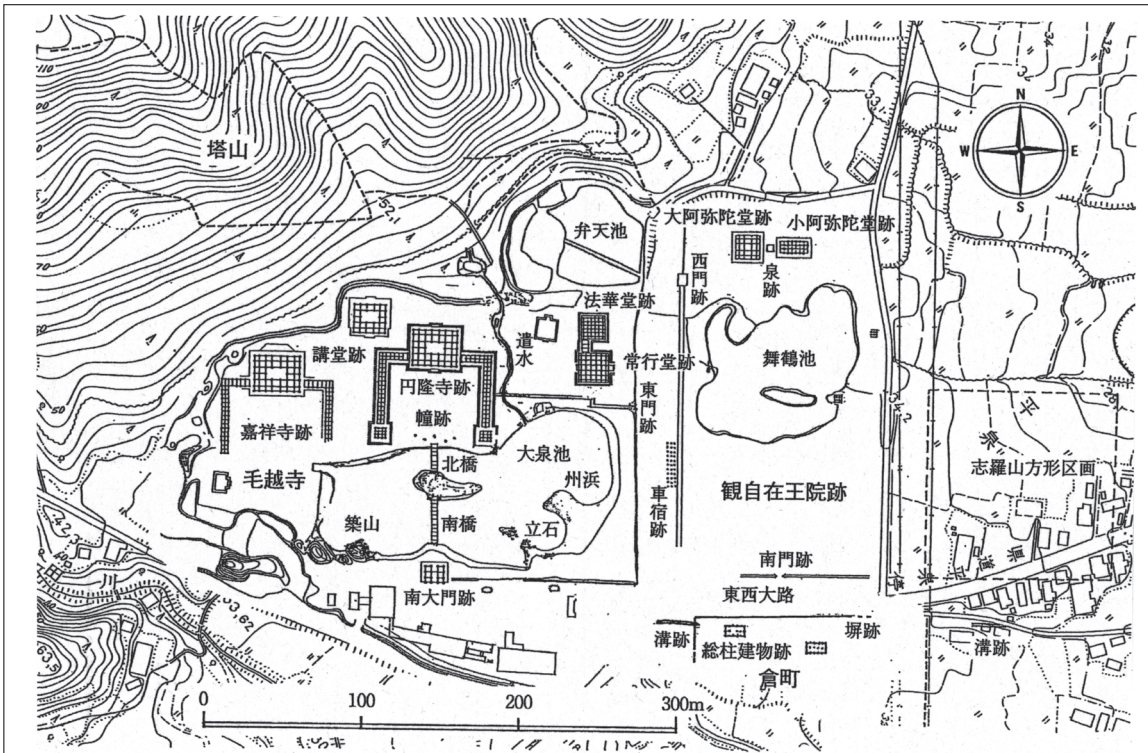 塔山
N
W
E
S
大阿弥陀堂跡
小阿弥陀堂跡
弁天池
西門跡
泉跡
法華堂跡
遣水
講堂跡
円隆寺跡
常行堂跡
舞鶴池
幢跡
東門跡
嘉祥寺跡
大泉池
北橋
州浜
毛越寺
志羅山方形区画
観自在王院跡
車宿跡
築山
南橋
立石
南門跡
県道
南大門跡
東西大路
溝跡
塀跡
総柱建物跡
溝跡
倉町
川
0
100
200
300m